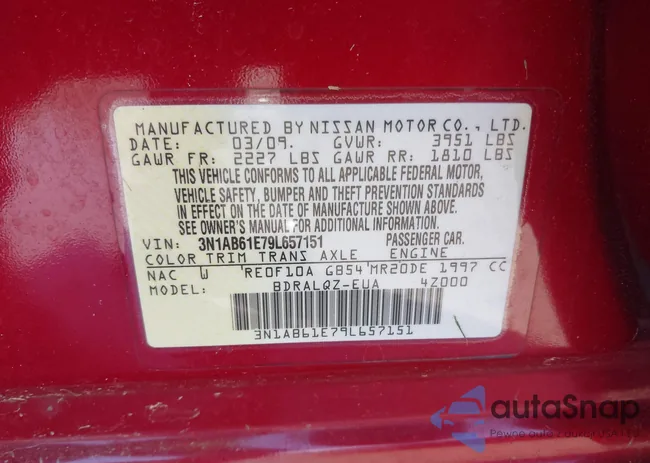 MANUFACTURED BY NISSAN MOTOR CO., LTD.
DATE: 03/09. GVWR: 3951 LBS
GAWR FR: 2227 LBS GAWR RR: 1810 LBS
THIS VEHICLE CONFORMS TO ALL APPLICABLE FEDERAL MOTOR
VEHICLE SAFETY, BUMPER AND THEFT PREVENTION STANDARDS
IN EFFECT ON THE DATE OF MANUFACTURE SHOWN ABOVE.
SEE OWNER'S MANUAL FOR ADDITIONAL INFORMATION.
VIN: 3N1AB61E79L657151 PASSENGER CAR.
COLOR TRIM TRANS AXLE ENGINE
NAC W RE0F10A GB54 MR20DE 1997 CC
MODEL: BDRALQZ-EUA 4Z000
3N1AB61E79L657151
autaSnap
Pewne auta z